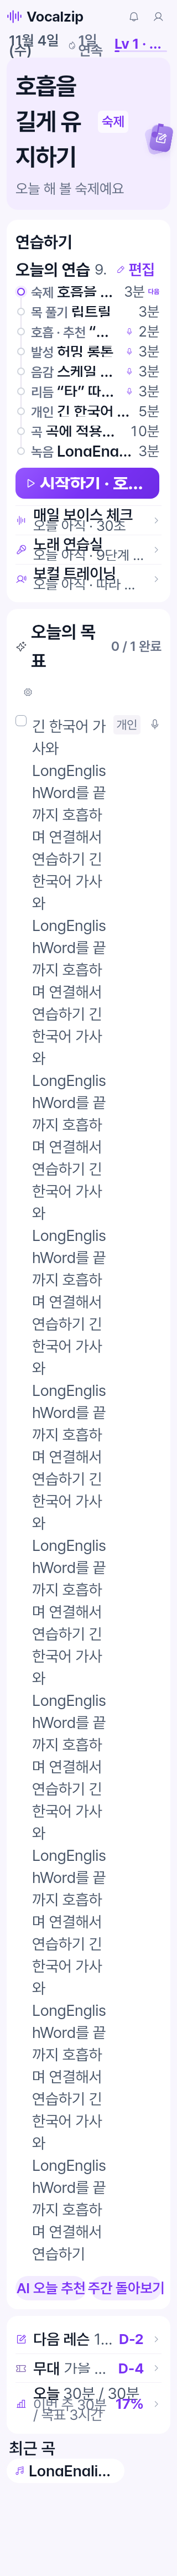 Vocalzip
11월 4일 (수)
1일 연속
Lv 1 · ...
호흡을
길게 유
지하기
숙제
오늘 해 볼 숙제예요
연습하기
오늘의 연습 9.
편집
숙제 호흡을 ... 3분 다음
목 풀기 립트릴 3분
호흡 · 추천 “... 2분
발성 허밍 톡톡 3분
음감 스케일 ... 3분
리듬 “타” 따... 3분
개인 긴 한국어 ... 5분
곡 곡에 적용... 10분
녹음 LongEng... 3분
시작하기 · 호...
매일 보이스 체크
오늘 아직 · 30초
노래 연습실
오늘 아직 · 9단계 ...
보컬 트레이닝
오늘 아직 · 따라 ...
오늘의 목
표
0 / 1 완료
긴 한국어 가
개인
사와
LongEnglis
hWord를 끝
까지 호흡하
며 연결해서
연습하기 긴
한국어 가사
와
LongEnglis
hWord를 끝
까지 호흡하
며 연결해서
연습하기 긴
한국어 가사
와
LongEnglis
hWord를 끝
까지 호흡하
며 연결해서
연습하기 긴
한국어 가사
와
LongEnglis
hWord를 끝
까지 호흡하
며 연결해서
연습하기 긴
한국어 가사
와
LongEnglis
hWord를 끝
까지 호흡하
며 연결해서
연습하기 긴
한국어 가사
와
LongEnglis
hWord를 끝
까지 호흡하
며 연결해서
연습하기 긴
한국어 가사
와
LongEnglis
hWord를 끝
까지 호흡하
며 연결해서
연습하기 긴
한국어 가사
와
LongEnglis
hWord를 끝
까지 호흡하
며 연결해서
연습하기 긴
한국어 가사
와
LongEnglis
hWord를 끝
까지 호흡하
며 연결해서
연습하기 긴
한국어 가사
와
LongEnglis
hWord를 끝
까지 호흡하
며 연결해서
연습하기
AI 오늘 추천 주간 돌아보기
다음 레슨 1... D-2
무대 가을 ... D-4
오늘 30분 / 30분
이번 주 30분 17%
/ 목표 3시간
최근 곡
LongEngli...